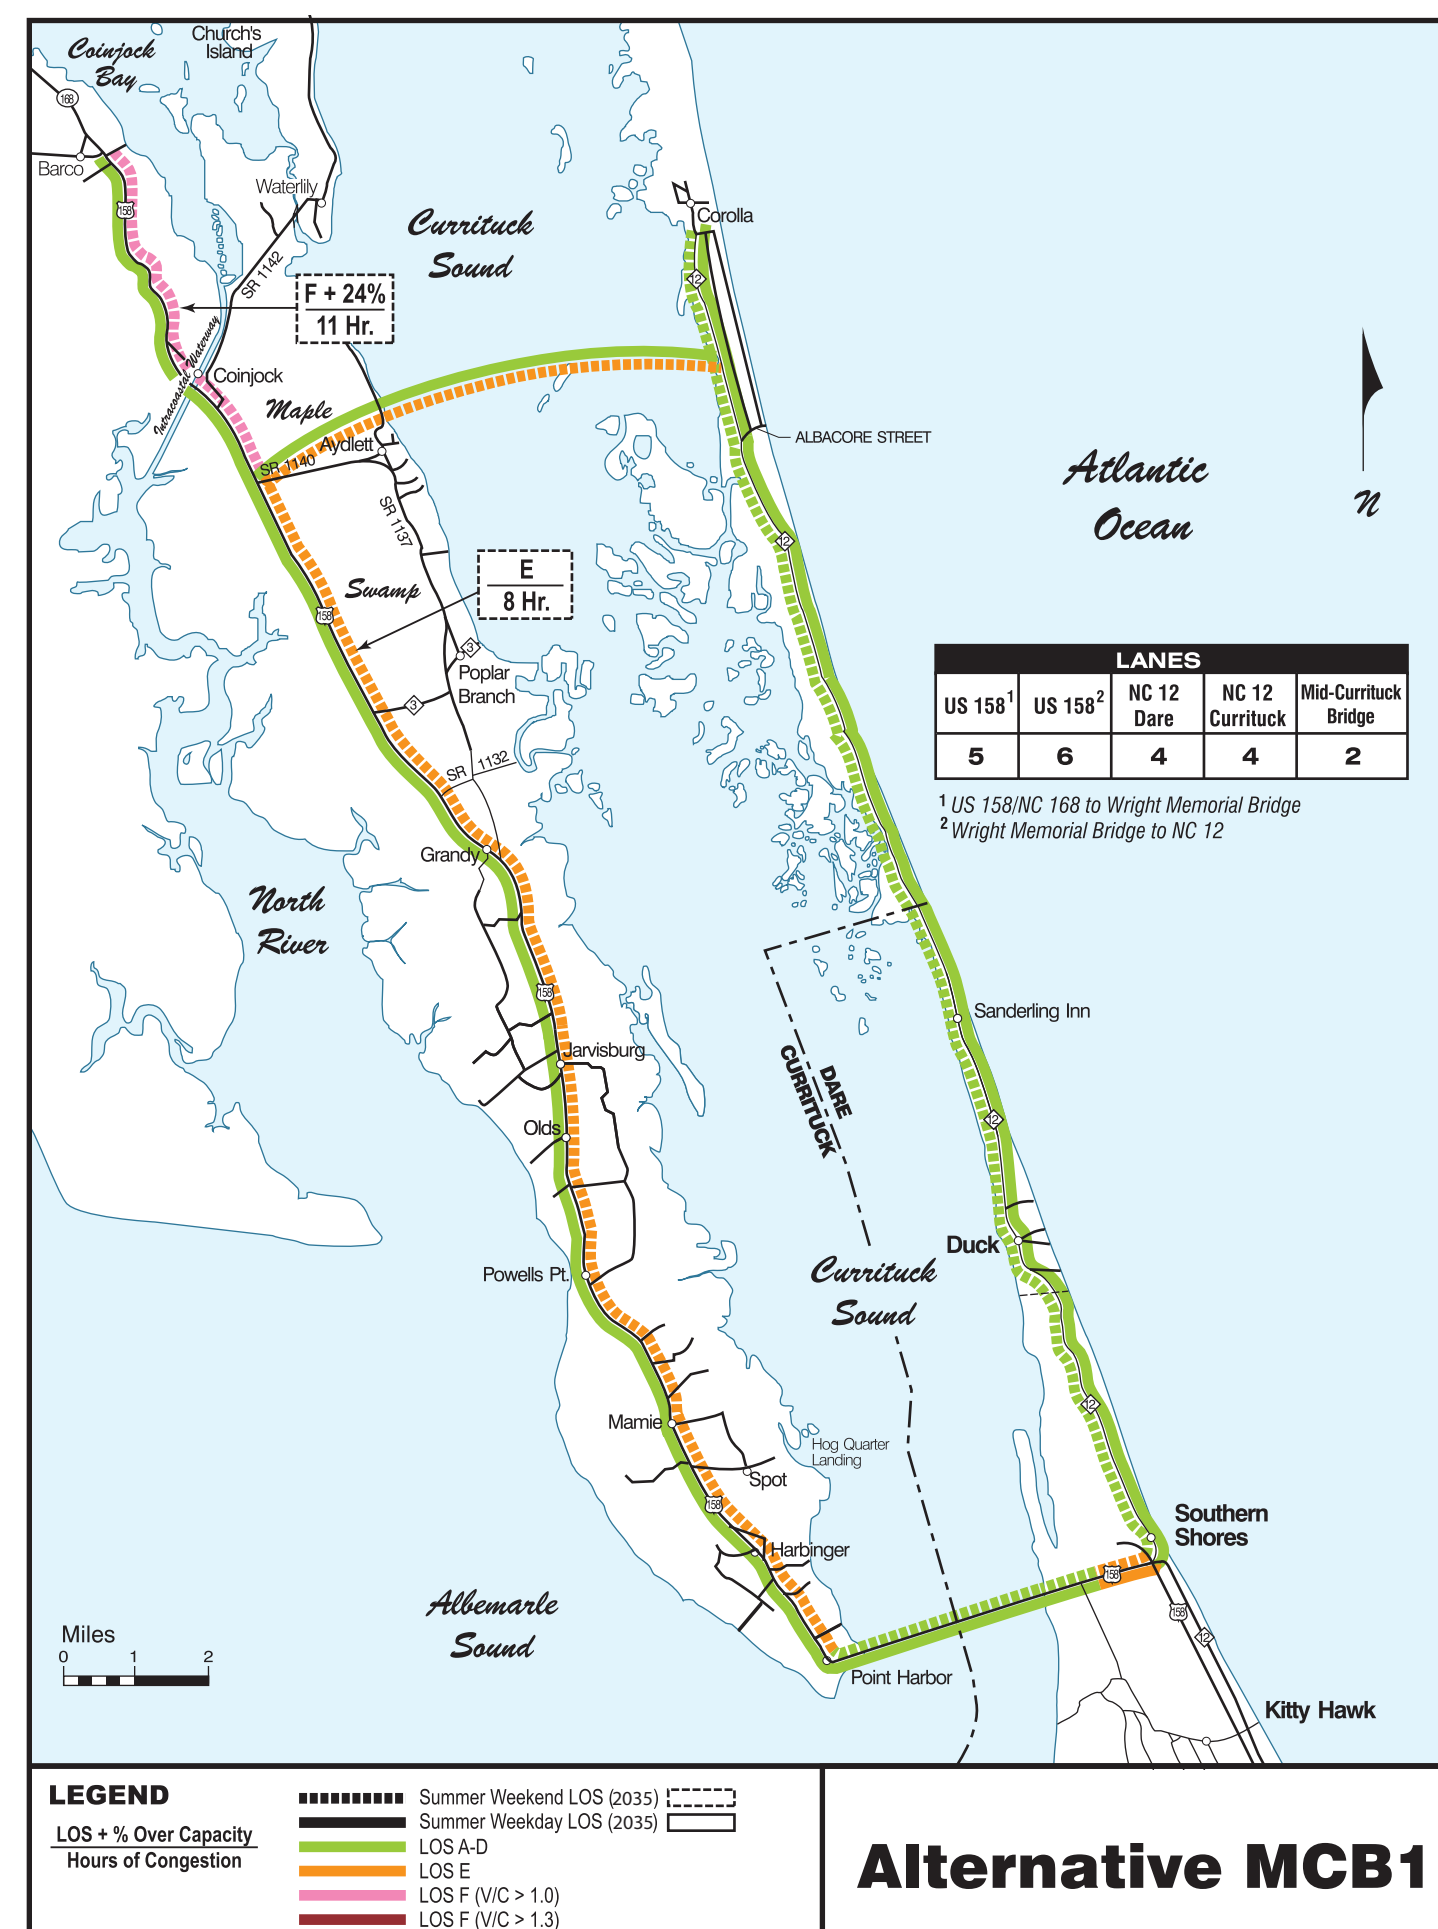 Coinjock
Bay
Church's
Island
168
Barco
158
Waterlily
SR 1142
Currituck
Sound
Corolla
12
F + 24%
11 Hr.
Intracoastal Waterway
Coinjock
Maple
Aydlett
SR 1140
ALBACORE STREET
Atlantic
Ocean
N
SR 1137
12
E
8 Hr.
Swamp
158
3
Poplar
Branch
3
LANES
US 158¹
US 158²
NC 12
Dare
NC 12
Currituck
Mid-Currituck
Bridge
5
6
4
4
2
¹ US 158/NC 168 to Wright Memorial Bridge
² Wright Memorial Bridge to NC 12
SR 1132
Grandy
North
River
158
Sanderling Inn
Jarvisburg
DARE
CURRITUCK
12
Olds
Duck
Currituck
Sound
Powells Pt.
12
Mamie
Hog Quarter
Landing
Spot
158
Southern
Shores
Harbinger
158
Albemarle
Sound
158
12
Miles
0 1 2
Point Harbor
Kitty Hawk
LEGEND
LOS + % Over Capacity
Hours of Congestion
Summer Weekend LOS (2035)
Summer Weekday LOS (2035)
LOS A-D
LOS E
LOS F (V/C > 1.0)
LOS F (V/C > 1.3)
Alternative MCB1